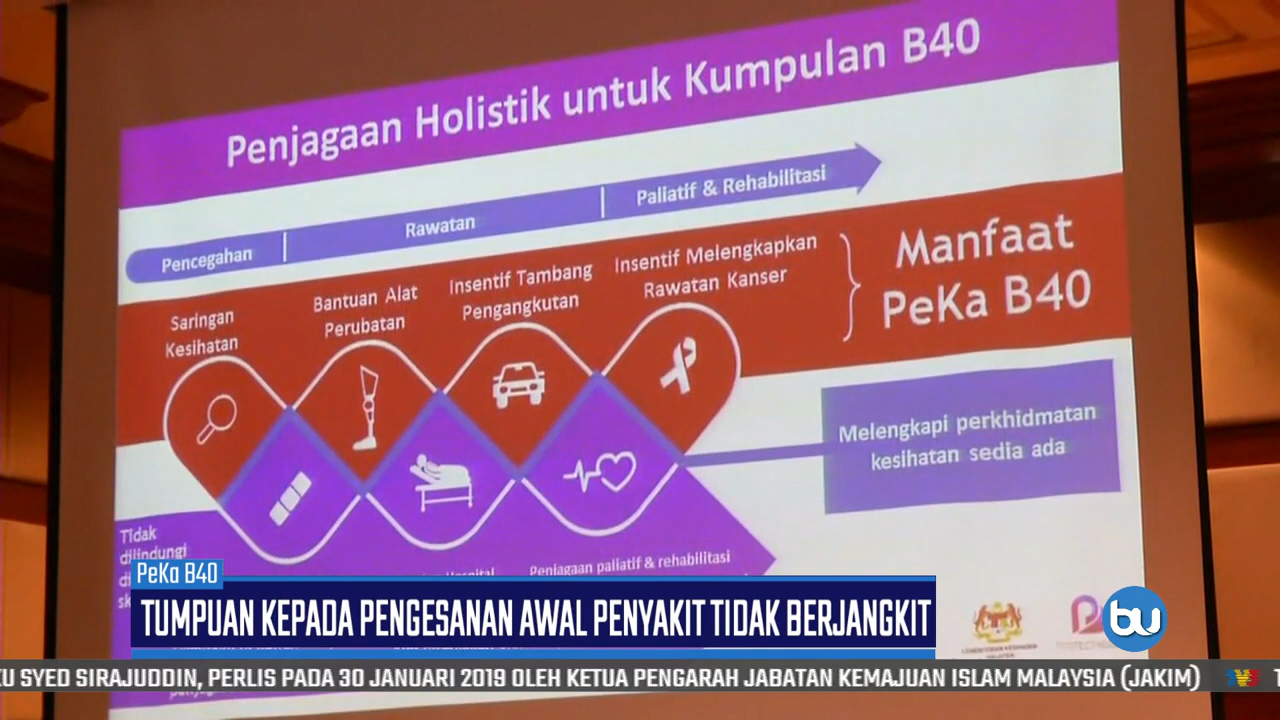 Penjagaan Holistik untuk Kumpulan B40
Pencegahan
Rawatan
Paliatif & Rehabilitasi
Saringan
Kesihatan
Bantuan Alat
Perubatan
Insentif Tambang
Pengangkutan
Insentif Melengkapkan
Rawatan Kanser
Manfaat
PeKa B40
Melengkapi perkhidmatan
kesihatan sedia ada
Tidak
dilindungi
Hospital
Penjagaan paliatif & rehabilitasi
PeKa B40
TUMPUAN KEPADA PENGESANAN AWAL PENYAKIT TIDAK BERJANGKIT
bu
SYED SIRAJUDDIN, PERLIS PADA 30 JANUARI 2019 OLEH KETUA PENGARAH JABATAN KEMAJUAN ISLAM MALAYSIA (JAKIM)